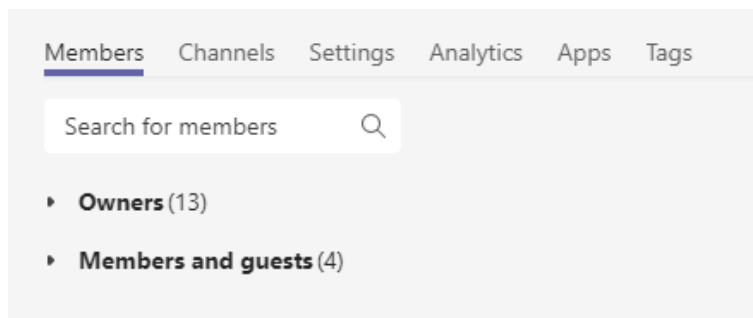 Members Channels Settings Analytics Apps Tags
Search for members
Owners (13)
Members and guests (4)